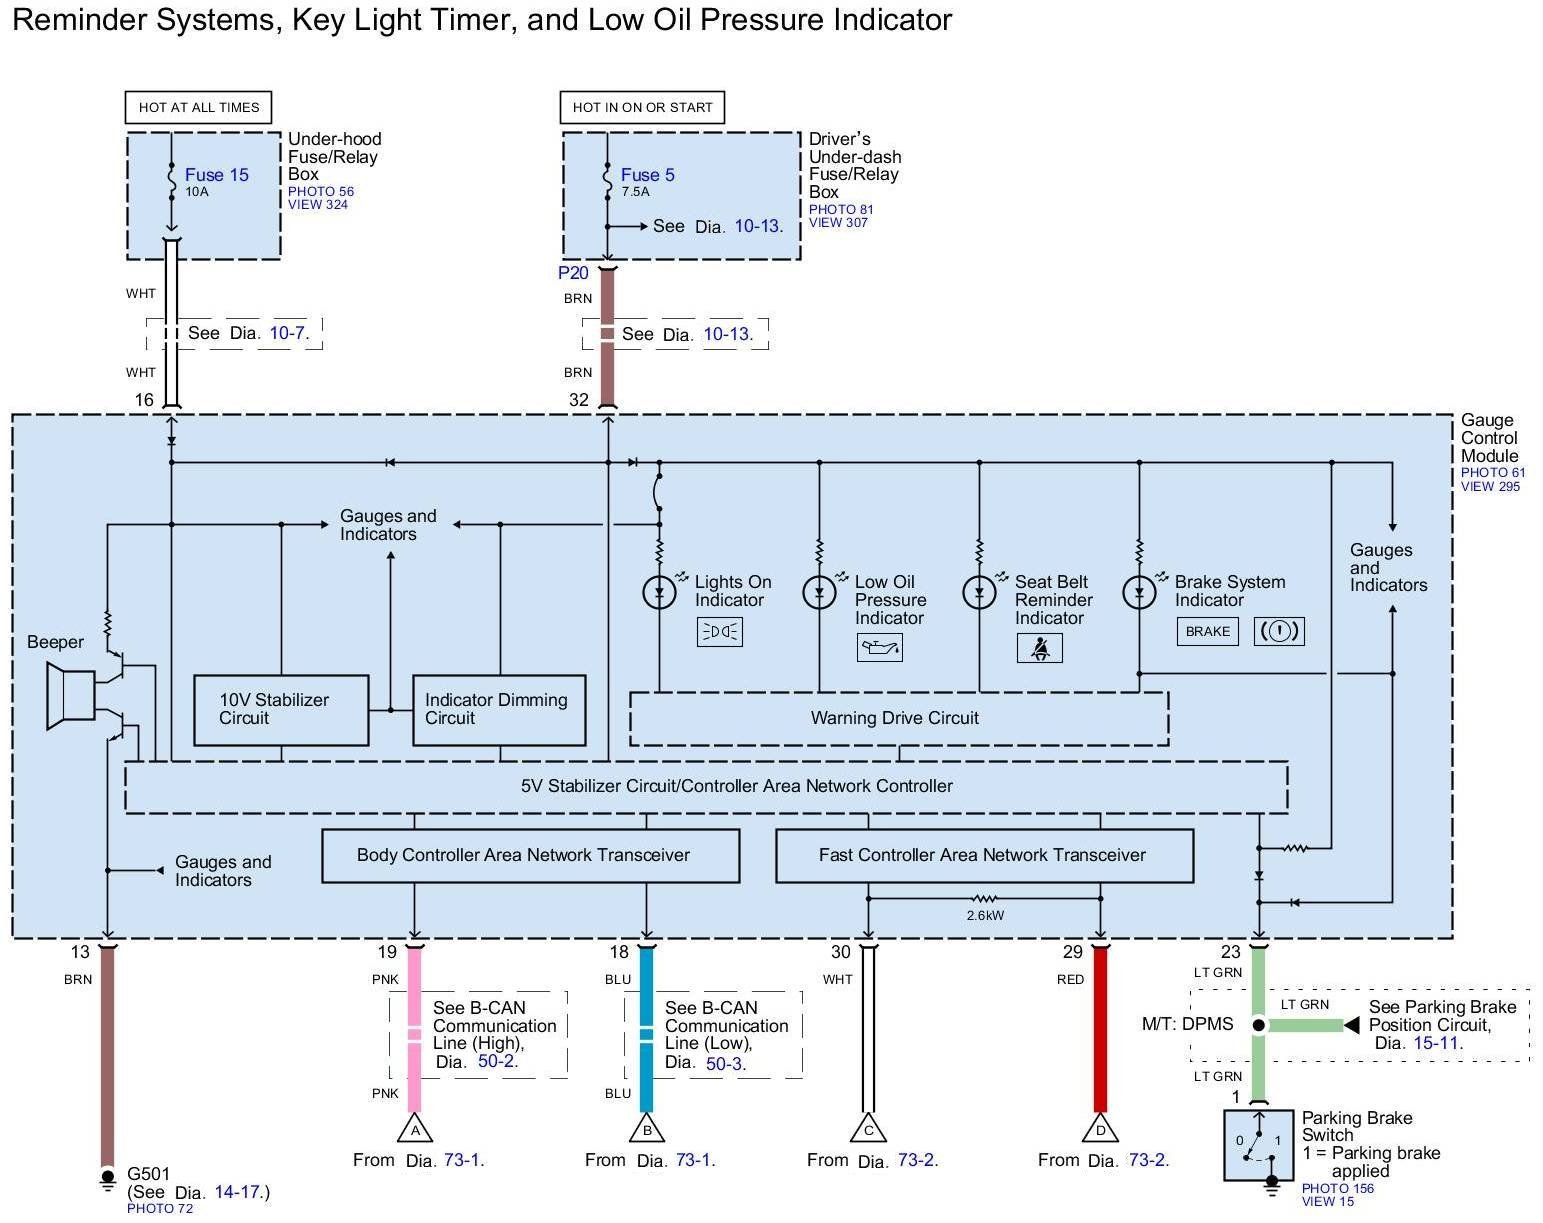 Reminder Systems, Key Light Timer, and Low Oil Pressure Indicator
HOT AT ALL TIMES
HOT IN ON OR START
Under-hood
Fuse/Relay
Box
PHOTO 56
VIEW 324
Fuse 15
10A
Driver's
Under-dash
Fuse/Relay
Box
PHOTO 81
VIEW 307
Fuse 5
7.5A
See Dia. 10-13.
P20
WHT
BRN
See Dia. 10-7.
See Dia. 10-13.
WHT
BRN
16
32
Gauge
Control
Module
PHOTO 61
VIEW 295
Gauges and
Indicators
Gauges
and
Indicators
Lights On
Indicator
Low Oil
Pressure
Indicator
Seat Belt
Reminder
Indicator
Brake System
Indicator
BRAKE
Beeper
10V Stabilizer
Circuit
Indicator Dimming
Circuit
Warning Drive Circuit
5V Stabilizer Circuit/Controller Area Network Controller
Body Controller Area Network Transceiver
Fast Controller Area Network Transceiver
Gauges and
Indicators
2.6kW
13
19
18
30
29
23
BRN
PNK
BLU
WHT
RED
LT GRN
See B-CAN
Communication
Line (High),
Dia. 50-2.
See B-CAN
Communication
Line (Low),
Dia. 50-3.
LT GRN
See Parking Brake
Position Circuit,
Dia. 15-11.
M/T: DPMS
PNK
BLU
LT GRN
1
A
B
C
D
From Dia. 73-1.
From Dia. 73-1.
From Dia. 73-2.
From Dia. 73-2.
0 1
Parking Brake
Switch
1 = Parking brake
applied
PHOTO 156
VIEW 15
G501
(See Dia. 14-17.)
PHOTO 72